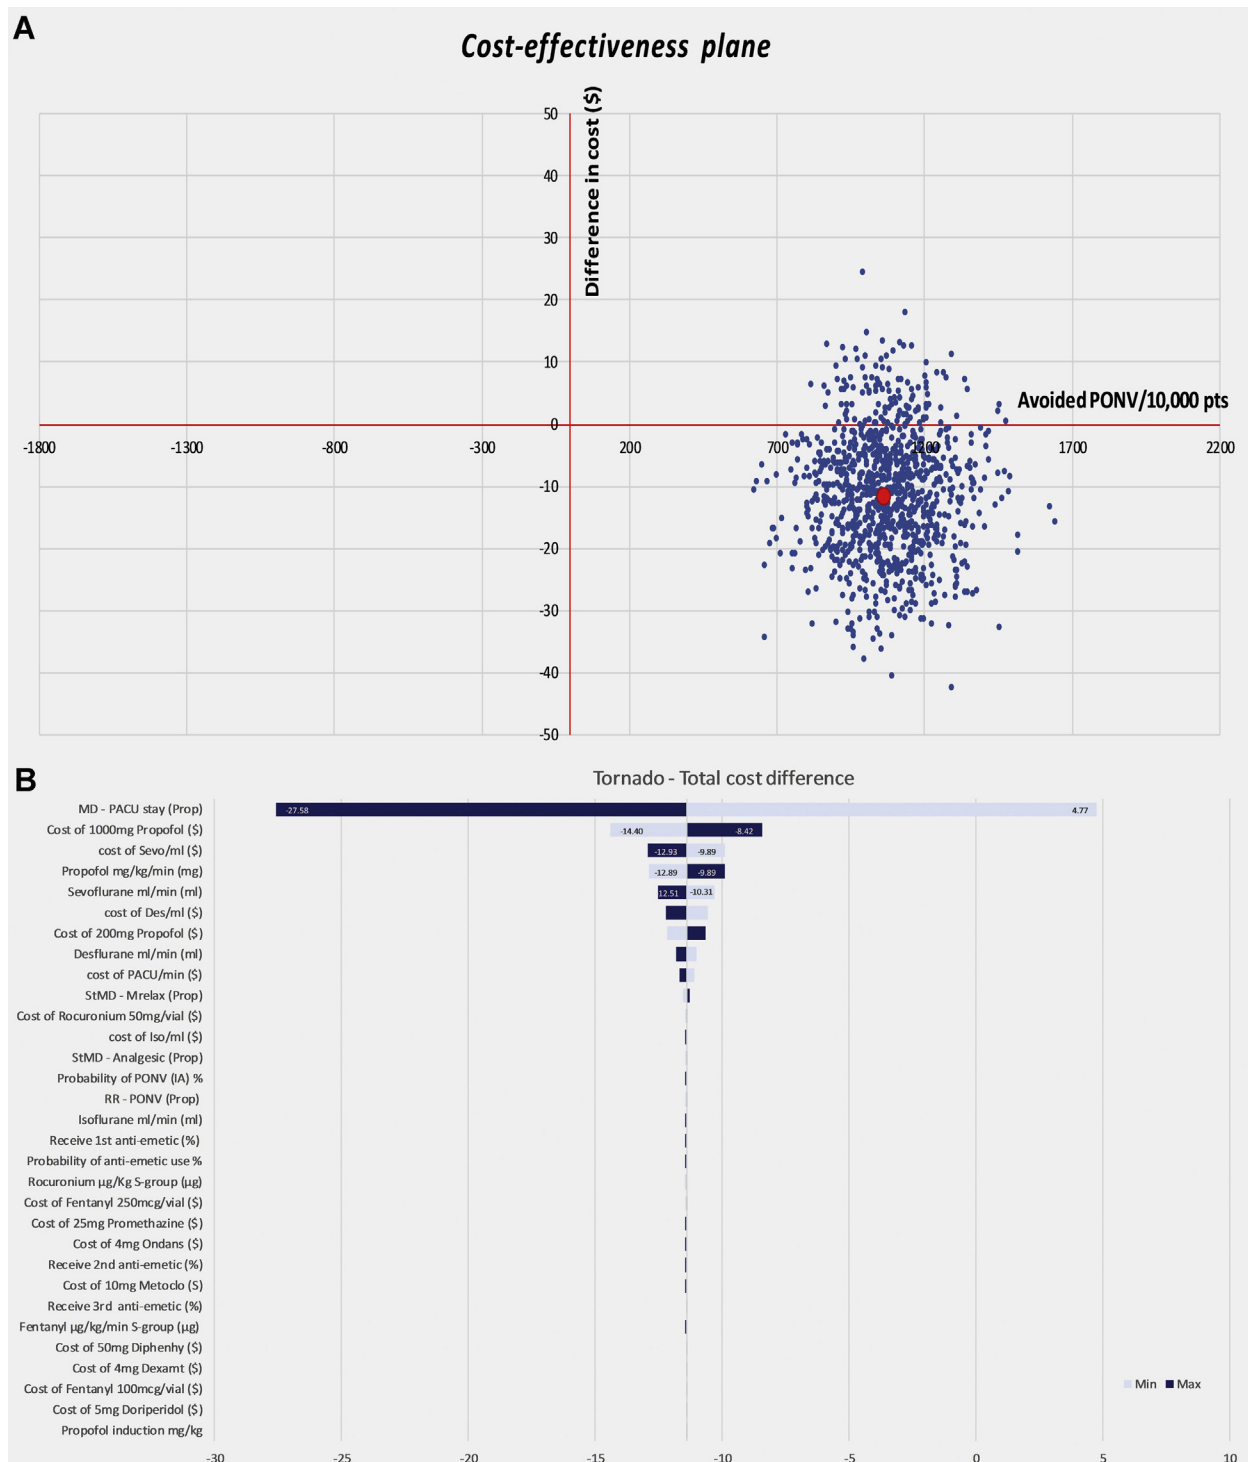 A
Cost-effectiveness plane
Difference in cost ($)
50
40
30
20
10
Avoided PONV/10,000 pts
0
-1800 -1300 -800 -300 200 700 1200 1700 2200
-10
-20
-30
-40
-50
B
Tornado - Total cost difference
MD - PACU stay (Prop) -27.58 4.77
Cost of 1000mg Propofol ($) -14.40 -8.42
cost of Sevo/ml ($) -12.93 -9.89
Propofol mg/kg/min (mg) -12.89 -9.89
Sevoflurane ml/min (ml) 12.51 -10.31
cost of Des/ml ($)
Cost of 200mg Propofol ($)
Desflurane ml/min (ml)
cost of PACU/min ($)
StMD - Mrelax (Prop)
Cost of Rocuronium 50mg/vial ($)
cost of Iso/ml ($)
StMD - Analgesic (Prop)
Probability of PONV (IA) %
RR - PONV (Prop)
Isoflurane ml/min (ml)
Receive 1st anti-emetic (%)
Probability of anti-emetic use %
Rocuronium µg/Kg S-group (µg)
Cost of Fentanyl 250mcg/vial ($)
Cost of 25mg Promethazine ($)
Cost of 4mg Ondans ($)
Receive 2nd anti-emetic (%)
Cost of 10mg Metoclo (S)
Receive 3rd anti-emetic (%)
Fentanyl µg/kg/min S-group (µg)
Cost of 50mg Diphenhy ($)
Cost of 4mg Dexamt ($)
Cost of Fentanyl 100mcg/vial ($)
Min Max
Cost of 5mg Doriperidol ($)
Propofol induction mg/kg
-30 -25 -20 -15 -10 -5 0 5 10